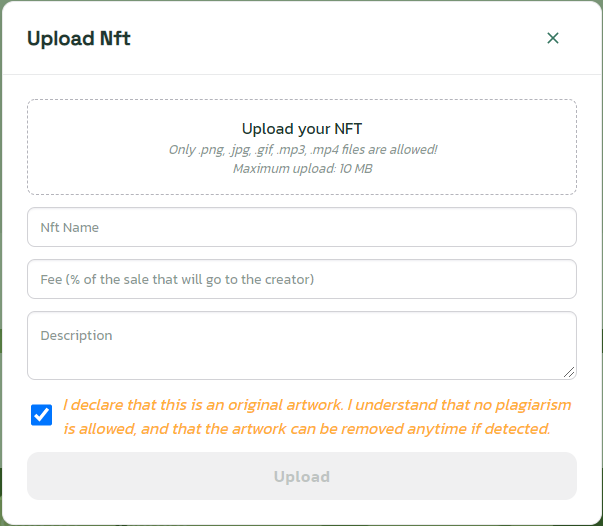 Upload Nft
Upload your NFT
Only .png, .jpg, .gif, .mp3, .mp4 files are allowed!
Maximum upload: 10 MB
Nft Name
Fee (% of the sale that will go to the creator)
Description
I declare that this is an original artwork. I understand that no plagiarism
is allowed, and that the artwork can be removed anytime if detected.
Upload